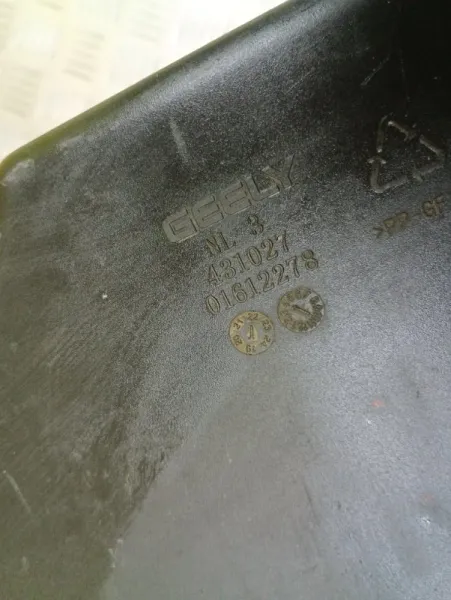 GEELY
NL 3
431027
01612278
>PP-GF